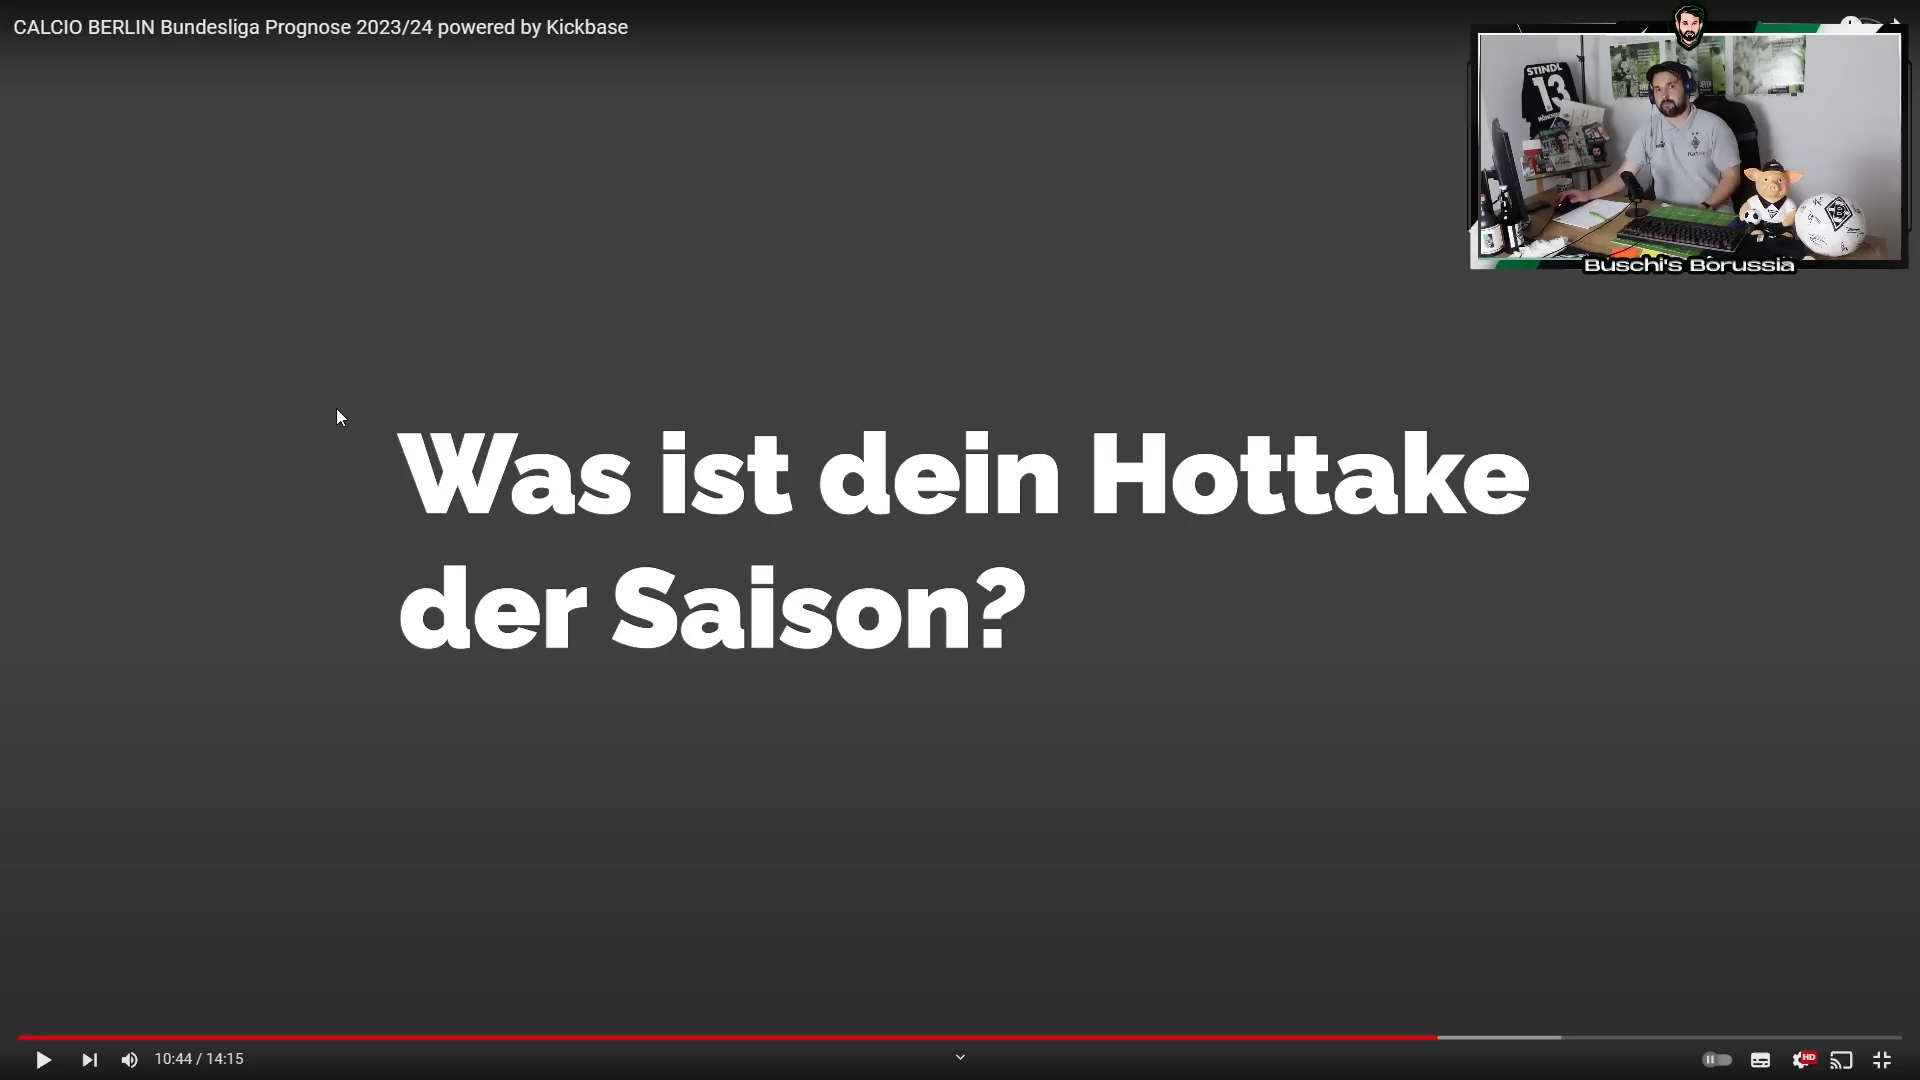 CALCIO BERLIN Bundesliga Prognose 2023/24 powered by Kickbase
STINDL
13
Buschi's Borussia
Was ist dein Hottake
der Saison?
10:44 / 14:15
HD